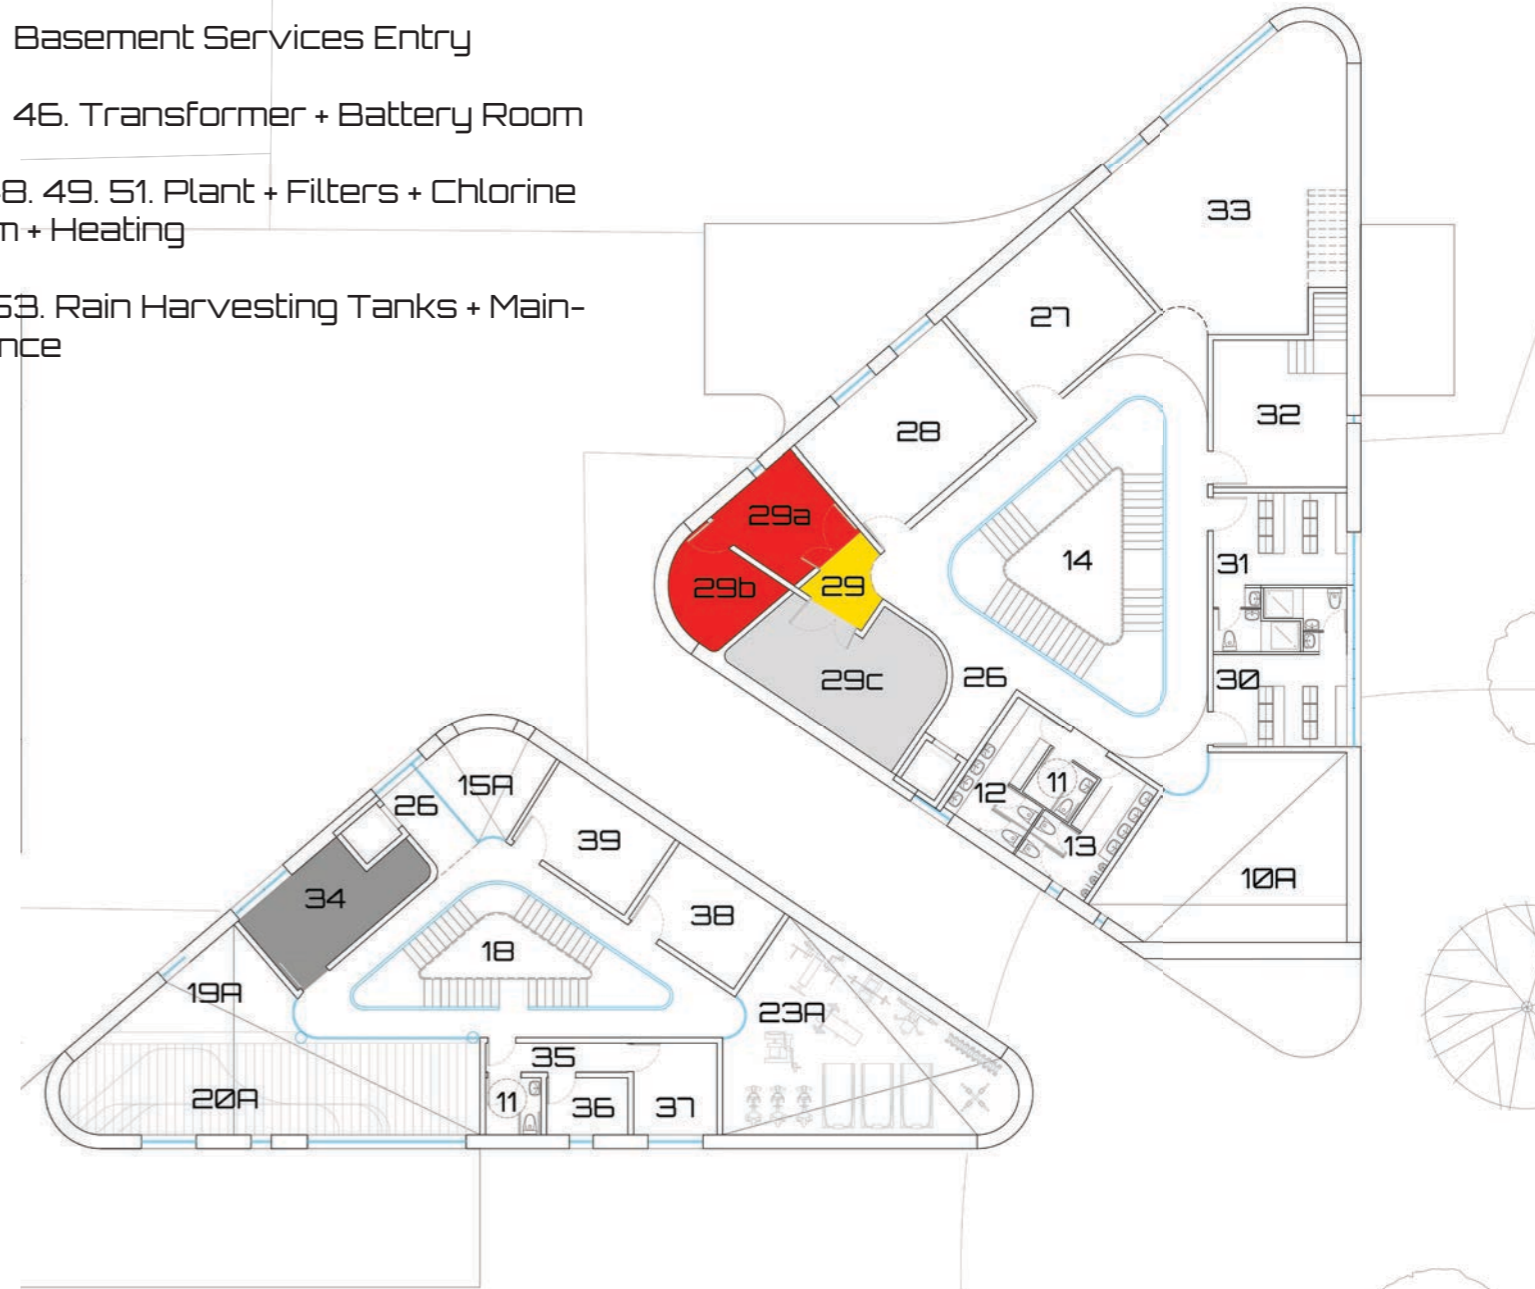 Basement Services Entry
46. Transformer + Battery Room
8. 49. 51. Plant + Filters + Chlorine
m + Heating
53. Rain Harvesting Tanks + Main-
nce
33
27
32
28
29a
14
31
29b
29
29c
26
30
11
12
13
10A
15A
26
39
34
38
18
19A
23A
35
20A
11
36
37